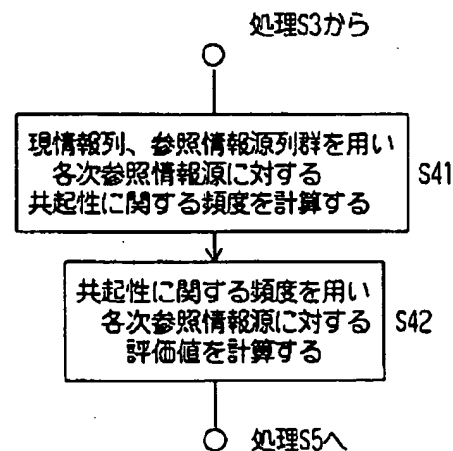 処理S3から
現情報列、参照情報源列群を用い
各次参照情報源に対する
共起性に関する頻度を計算する
S41
共起性に関する頻度を用い
各次参照情報源に対する
評価値を計算する
S42
処理S5へ